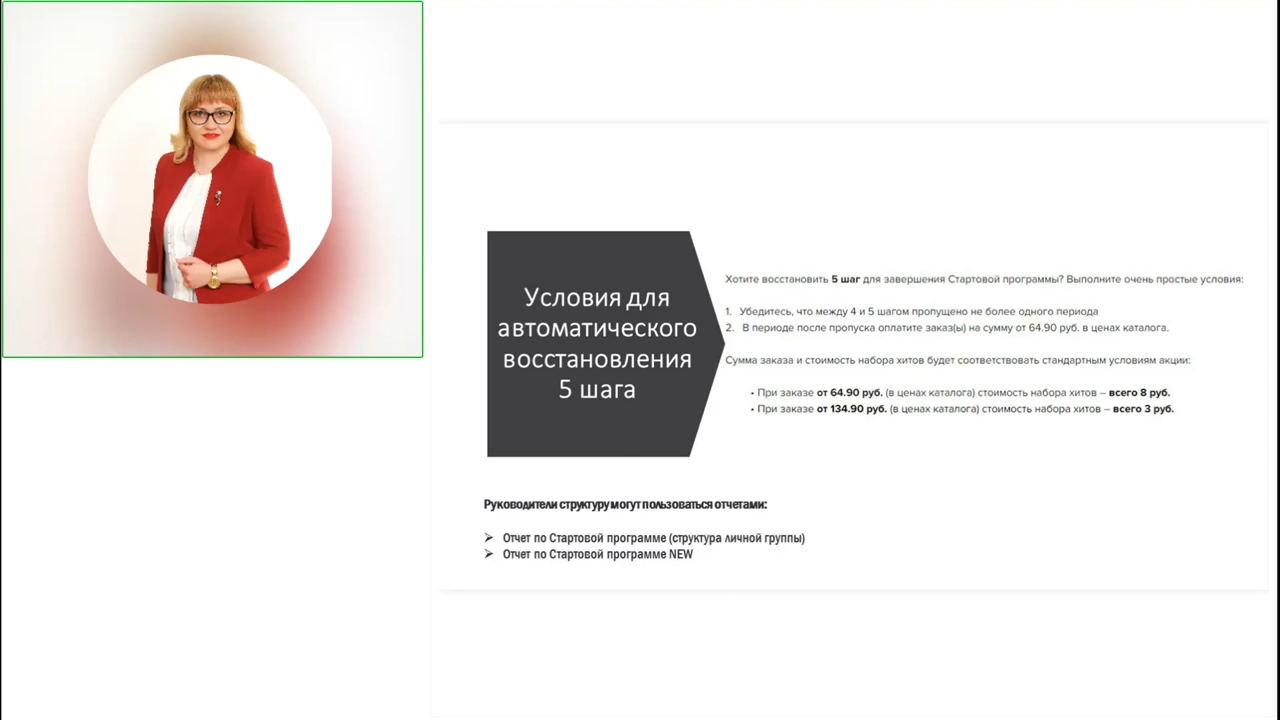 Условия для
автоматического
восстановления
5 шага
Хотите восстановить 5 шаг для завершения Стартовой программы? Выполните очень простые условия:
1. Убедитесь, что между 4 и 5 шагом пропущено не более одного периода
2. В периоде после пропуска оплатите заказ(ы) на сумму от 64.90 руб. в ценах каталога.
Сумма заказа и стоимость набора хитов будет соответствовать стандартным условиям акции:
• При заказе от 64.90 руб. (в ценах каталога) стоимость набора хитов – всего 8 руб.
• При заказе от 134.90 руб. (в ценах каталога) стоимость набора хитов – всего 3 руб.
Руководители структуру могут пользоваться отчетами:
➢ Отчет по Стартовой программе (структура личной группы)
➢ Отчет по Стартовой программе NEW